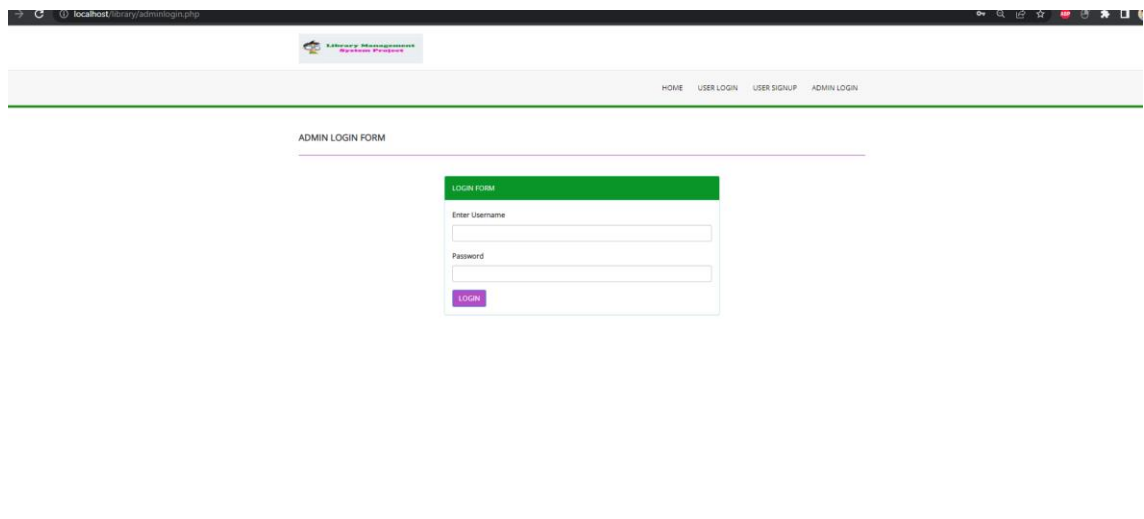 localhost/library/adminlogin.php
Library Management
System Project
HOME USER LOGIN USER SIGNUP ADMIN LOGIN
ADMIN LOGIN FORM
LOGIN FORM
Enter Username
Password
LOGIN